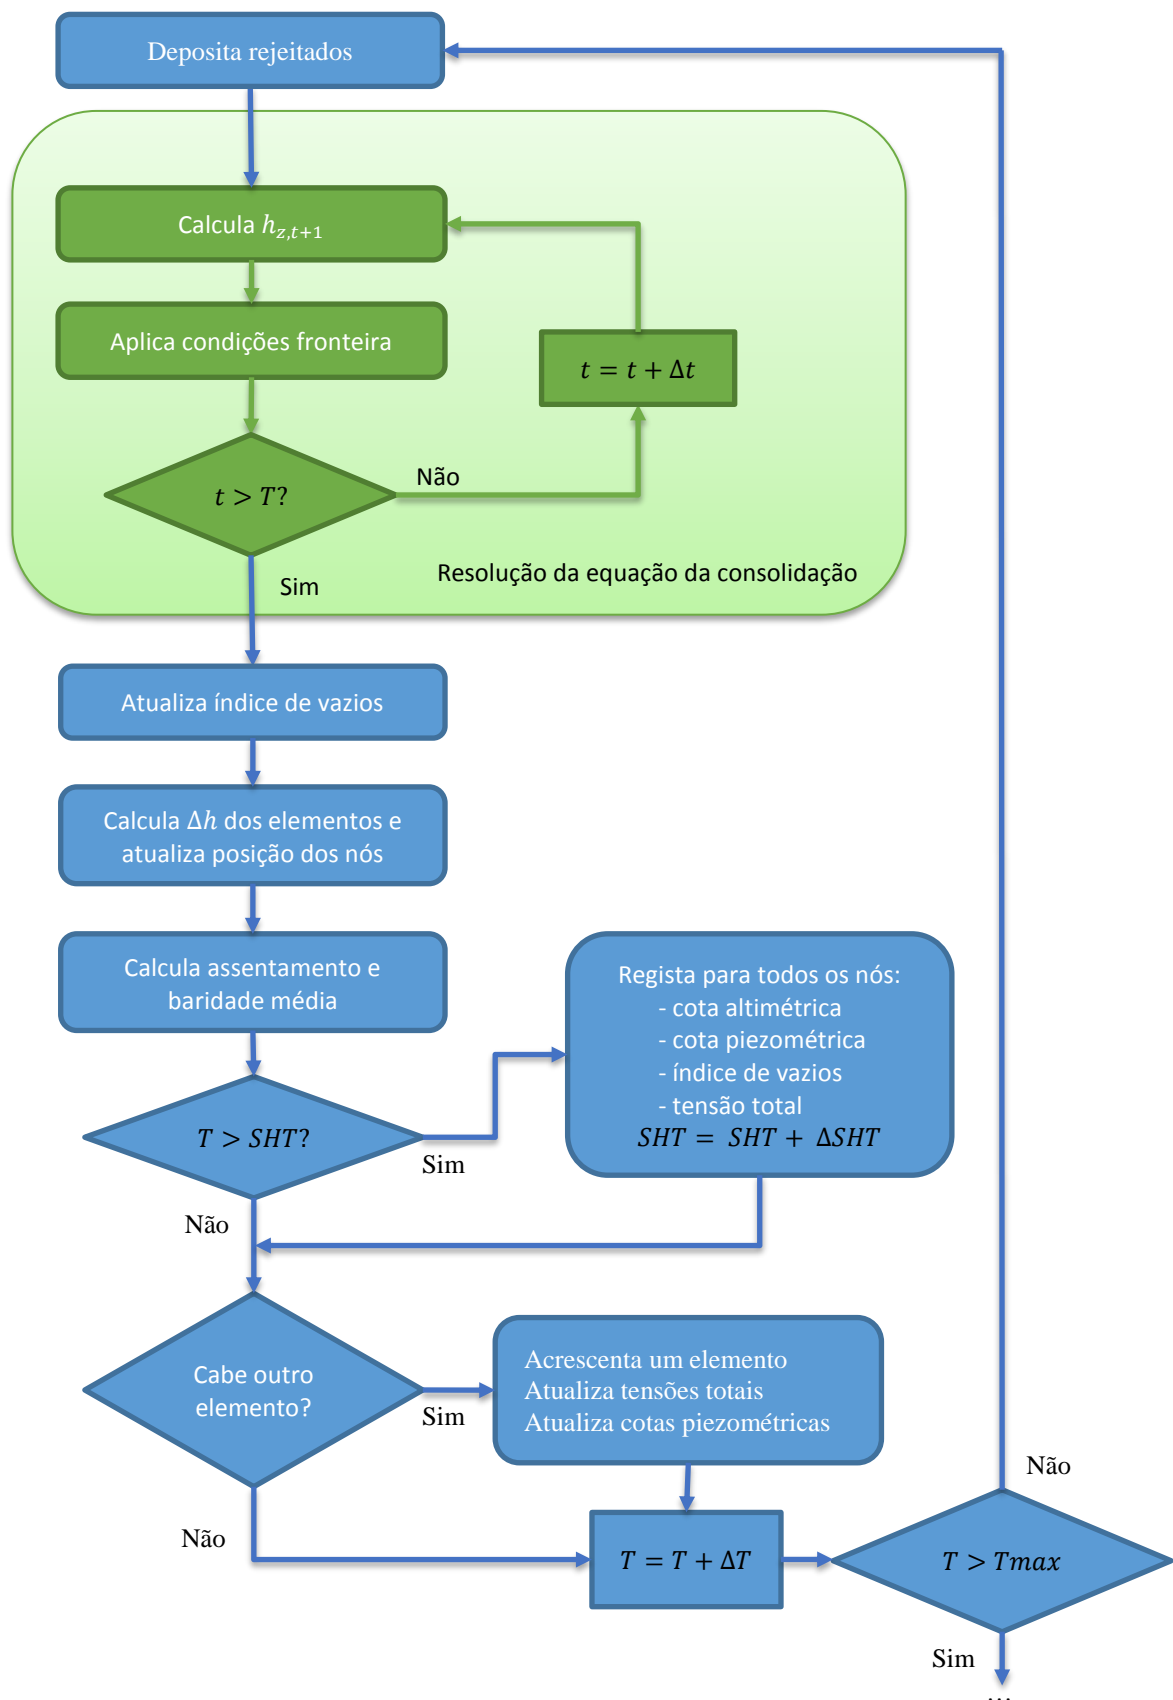 Deposita rejeitados
Calcula h_{z,t+1}
Aplica condições fronteira
t = t + Δt
t > T?
Não
Sim
Resolução da equação da consolidação
Atualiza índice de vazios
Calcula Δh dos elementos e
atualiza posição dos nós
Calcula assentamento e
baridade média
Regista para todos os nós:
- cota altimétrica
- cota piezométrica
- índice de vazios
- tensão total
SHT = SHT + ΔSHT
T > SHT?
Sim
Não
Cabe outro
elemento?
Sim
Acrescenta um elemento
Atualiza tensões totais
Atualiza cotas piezométricas
Não
Não
T = T + ΔT
T > Tmax
Sim
...